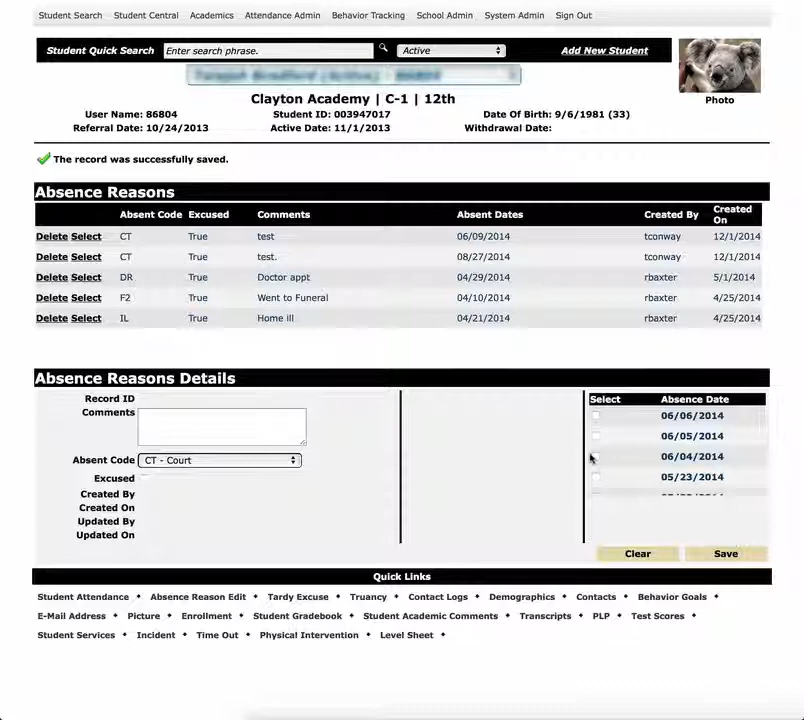 Student Search Student Central Academics Attendance Admin Behavior Tracking School Admin System Admin Sign Out
Student Quick Search Enter search phrase. Active Add New Student
Clayton Academy | C-1 | 12th
Photo
User Name: 86804 Student ID: 003947017 Date Of Birth: 9/6/1981 (33)
Referral Date: 10/24/2013 Active Date: 11/1/2013 Withdrawal Date:
The record was successfully saved.
Absence Reasons
Absent Code Excused Comments Absent Dates Created By Created On
Delete Select CT True test 06/09/2014 tconway 12/1/2014
Delete Select CT True test. 08/27/2014 tconway 12/1/2014
Delete Select DR True Doctor appt 04/29/2014 rbaxter 5/1/2014
Delete Select F2 True Went to Funeral 04/10/2014 rbaxter 4/25/2014
Delete Select IL True Home ill 04/21/2014 rbaxter 4/25/2014
Absence Reasons Details
Record ID
Comments
Absent Code CT - Court
Excused
Created By
Created On
Updated By
Updated On
Select Absence Date
06/06/2014
06/05/2014
06/04/2014
05/23/2014
Clear Save
Quick Links
Student Attendance Absence Reason Edit Tardy Excuse Truancy Contact Logs Demographics Contacts Behavior Goals
E-Mail Address Picture Enrollment Student Gradebook Student Academic Comments Transcripts PLP Test Scores
Student Services Incident Time Out Physical Intervention Level Sheet